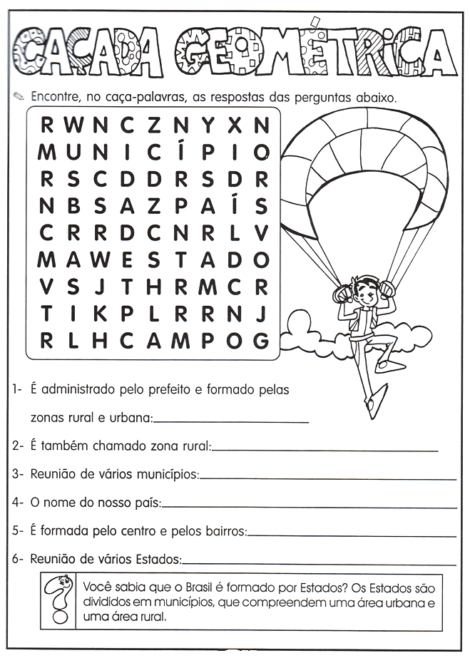 CAÇADA GEOMÉTRICA
Encontre, no caça-palavras, as respostas das perguntas abaixo.
R W N C Z N Y X N
M U N I C Í P I O
R S C D D R S D R
N B S A Z P A Í S
C R R D C N R L V
M A W E S T A D O
V S J T H R M C R
T I K P L R R N J
R L H C A M P O G
1- É administrado pelo prefeito e formado pelas
zonas rural e urbana:
2- É também chamado zona rural:
3- Reunião de vários municípios:
4- O nome do nosso país:
5- É formada pelo centro e pelos bairros:
6- Reunião de vários Estados:
Você sabia que o Brasil é formado por Estados? Os Estados são
divididos em municípios, que compreendem uma área urbana e
uma área rural.